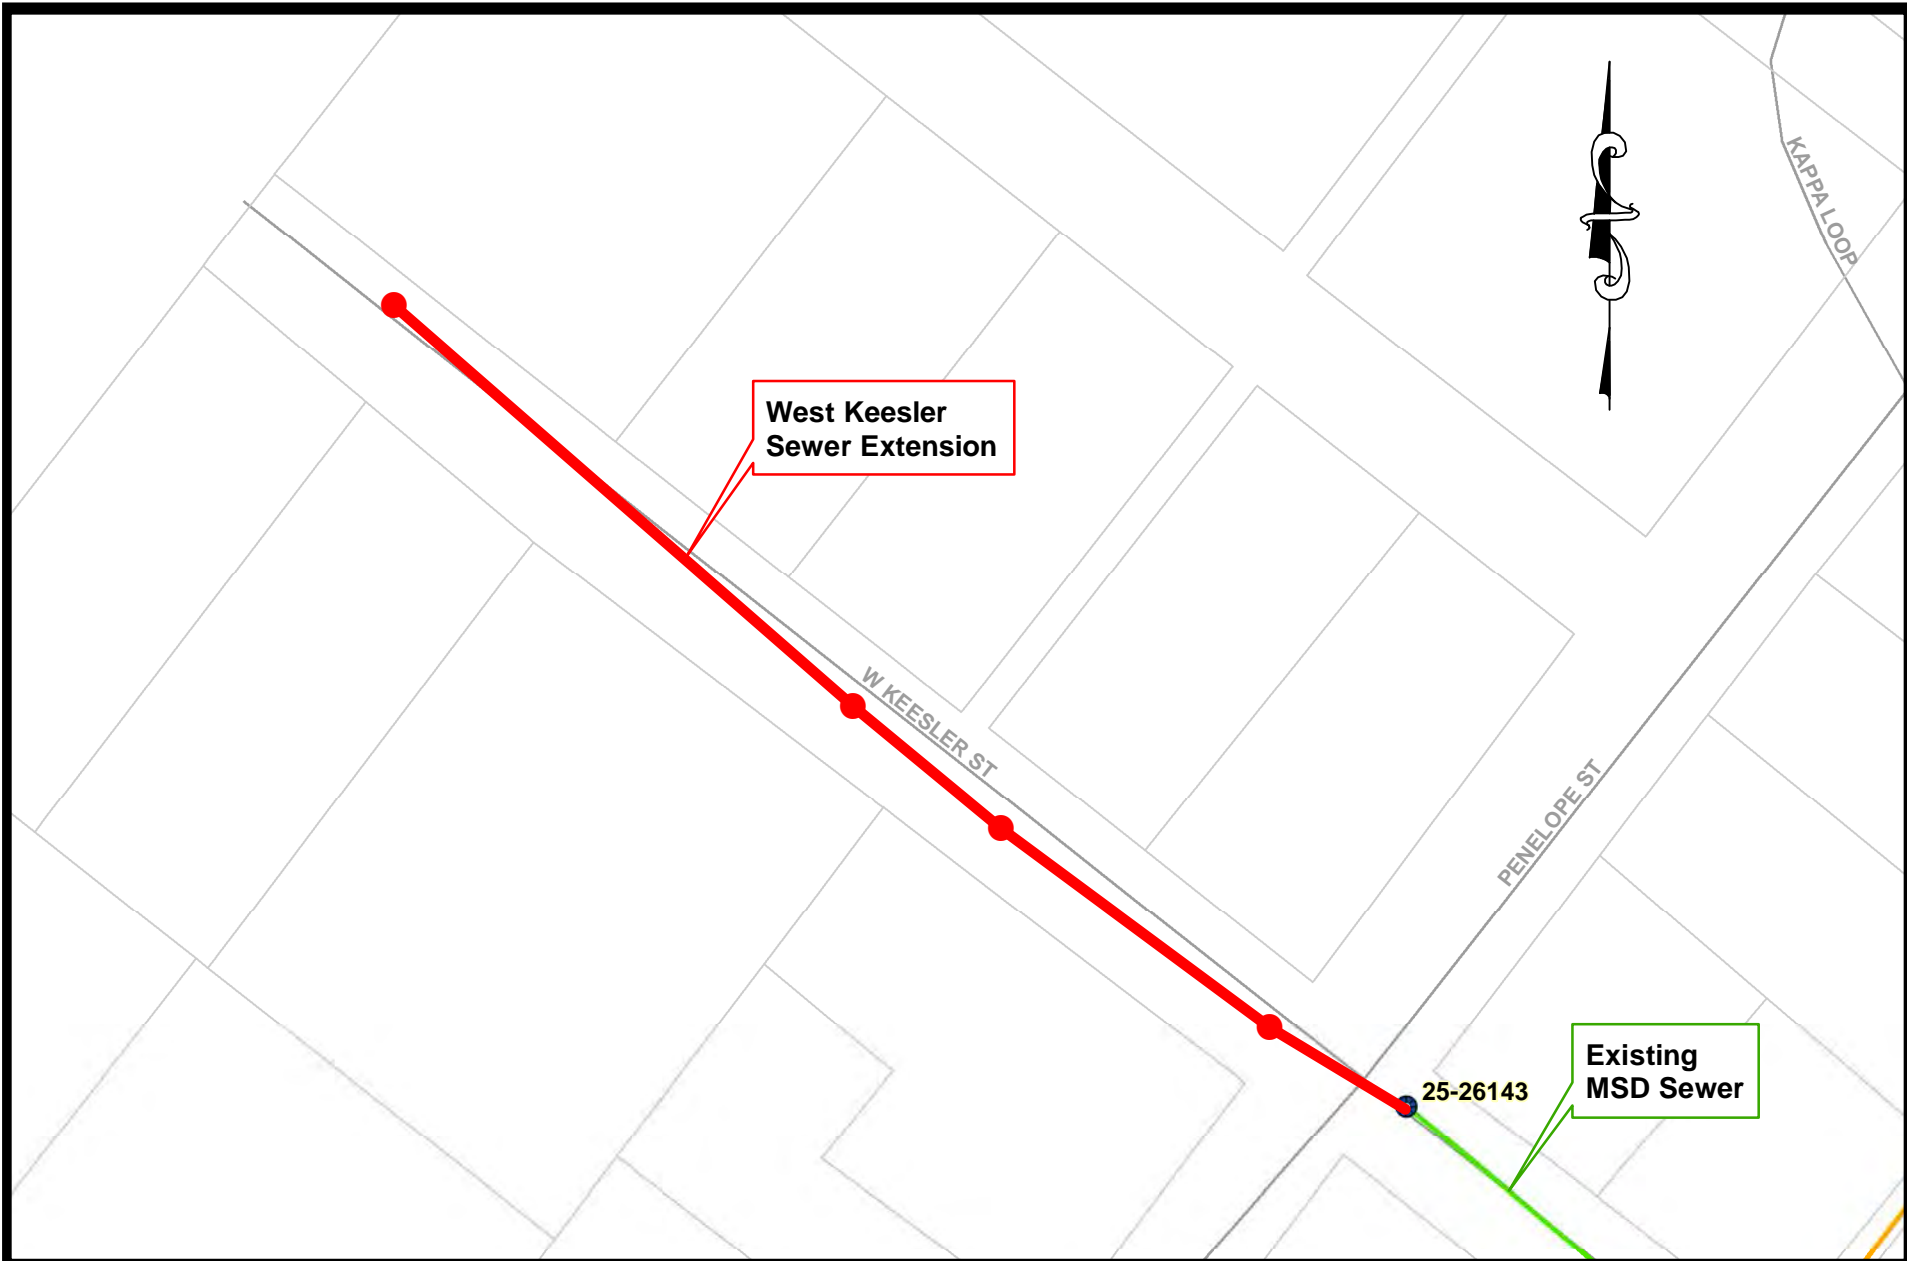 KAPPA LOOP
West Keesler
Sewer Extension
W KEESLER ST
PENELOPE ST
Existing
MSD Sewer
25-26143